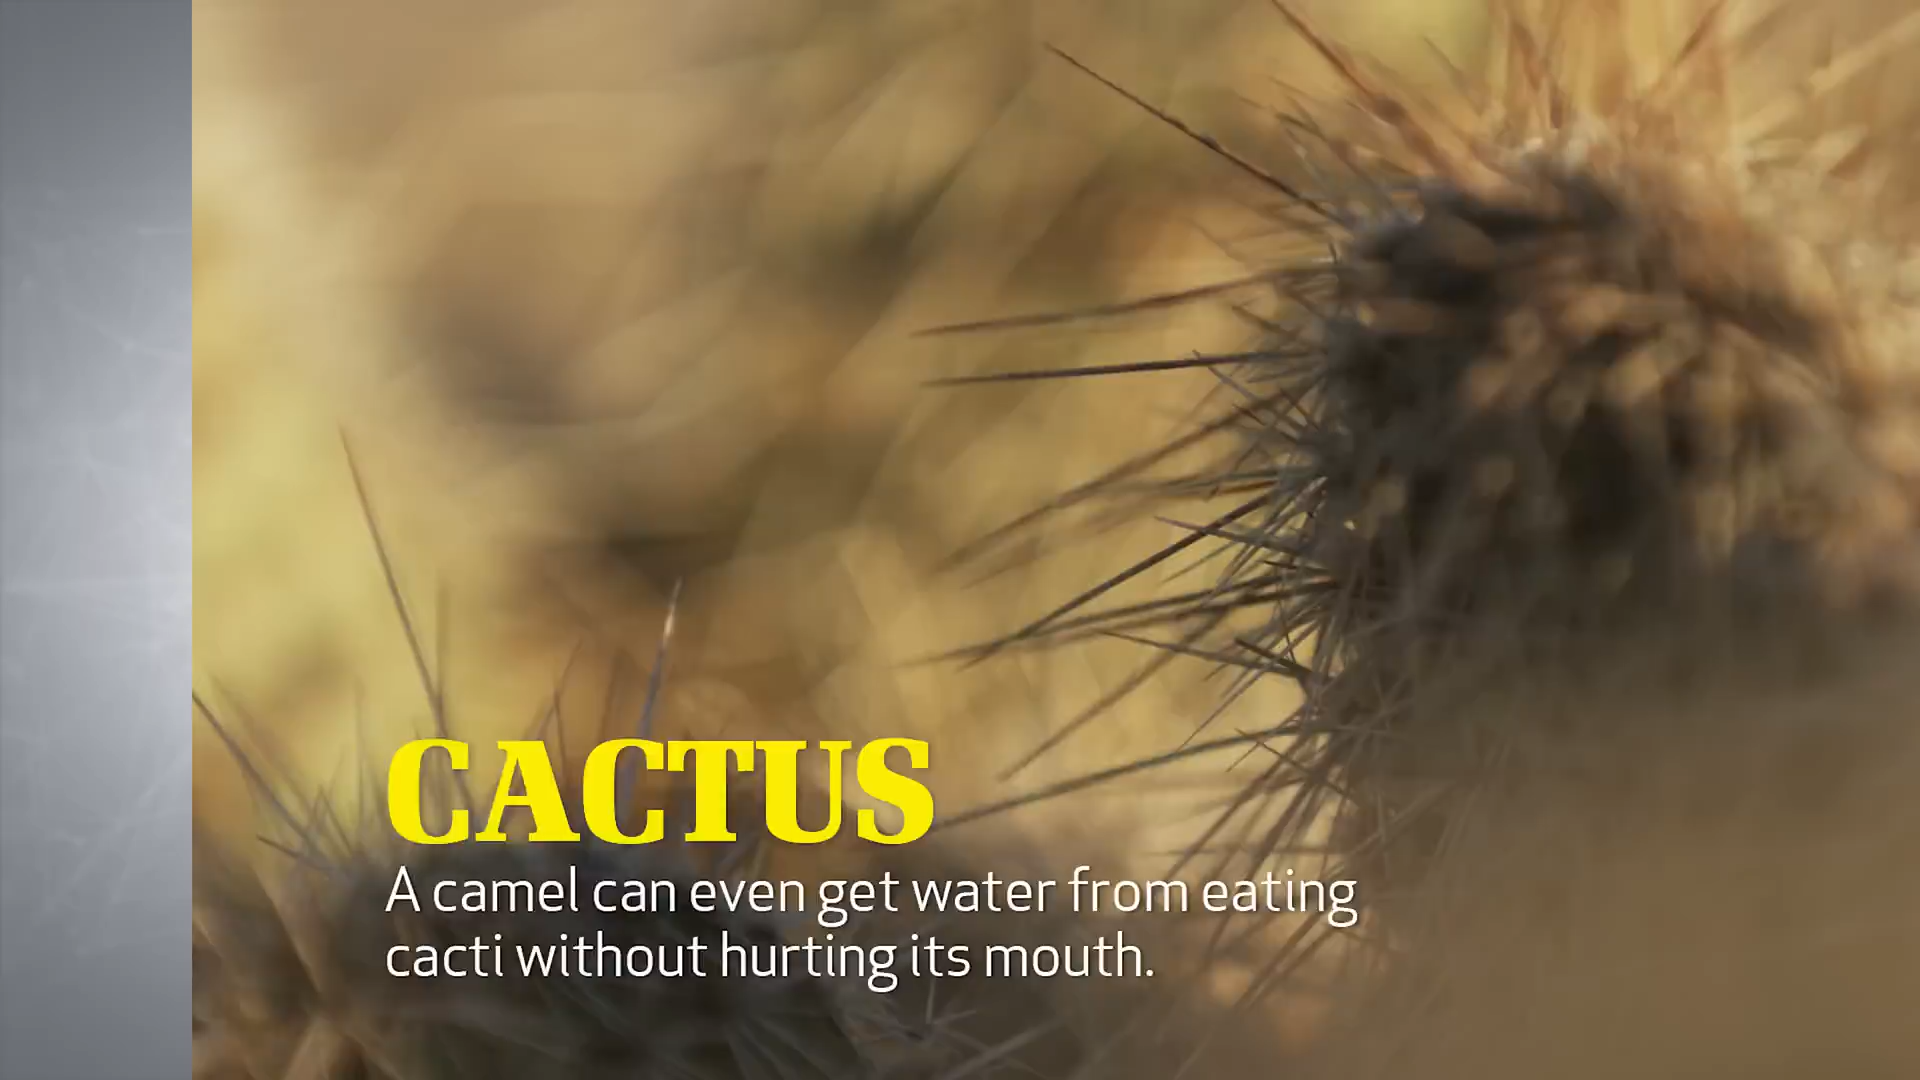 CACTUS
A camel can even get water from eating
cacti without hurting its mouth.